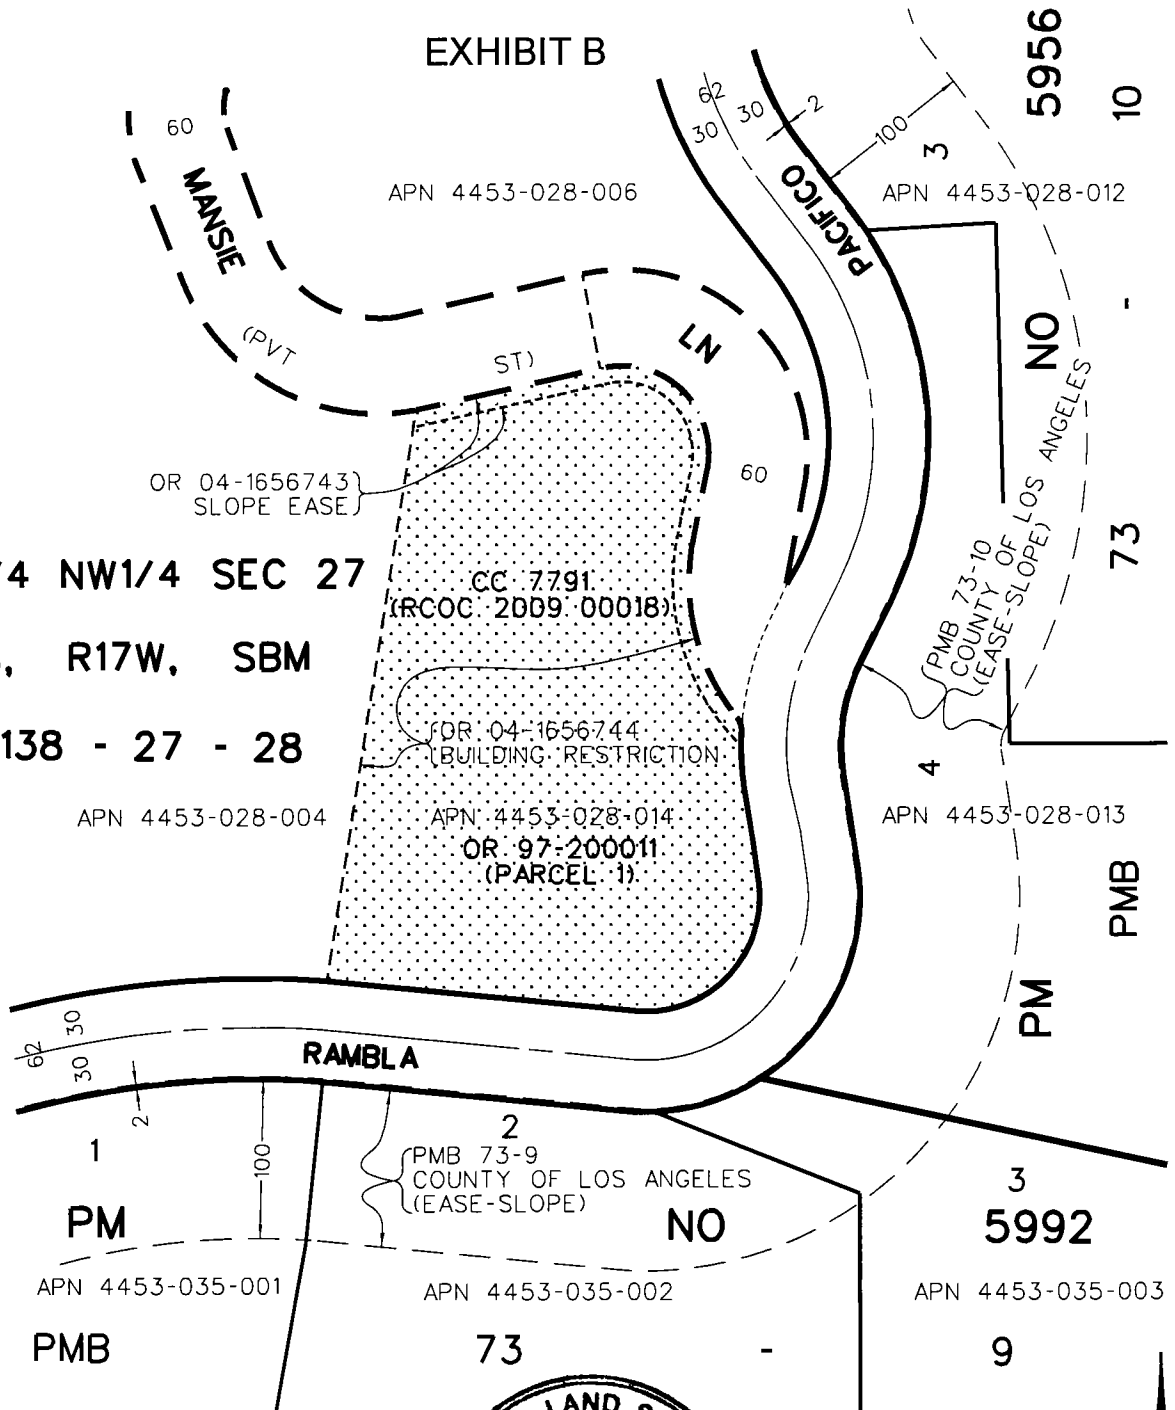 EXHIBIT B
5956
10
62
30
30
2
100
3
60
MANSIE
APN 4453-028-006
PACIFICO
APN 4453-028-012
-
NO
LN
(PVT
ST)
60
OR 04-1656743
SLOPE EASE
PMB 73-10
COUNTY OF LOS ANGELES
(EASE-SLOPE)
73
/4 NW1/4 SEC 27
CC 7791
(RCOC 2009 00018)
, R17W, SBM
138 - 27 - 28
OR 04-1656744
BUILDING RESTRICTION
4
APN 4453-028-004
APN 4453-028-014
OR 97-200011
(PARCEL 1)
APN 4453-028-013
PMB
PM
62
30
30
RAMBLA
2
100
1
2
PMB 73-9
COUNTY OF LOS ANGELES
(EASE-SLOPE)
3
PM
NO
5992
APN 4453-035-001
APN 4453-035-002
APN 4453-035-003
PMB
73
-
9
LAND